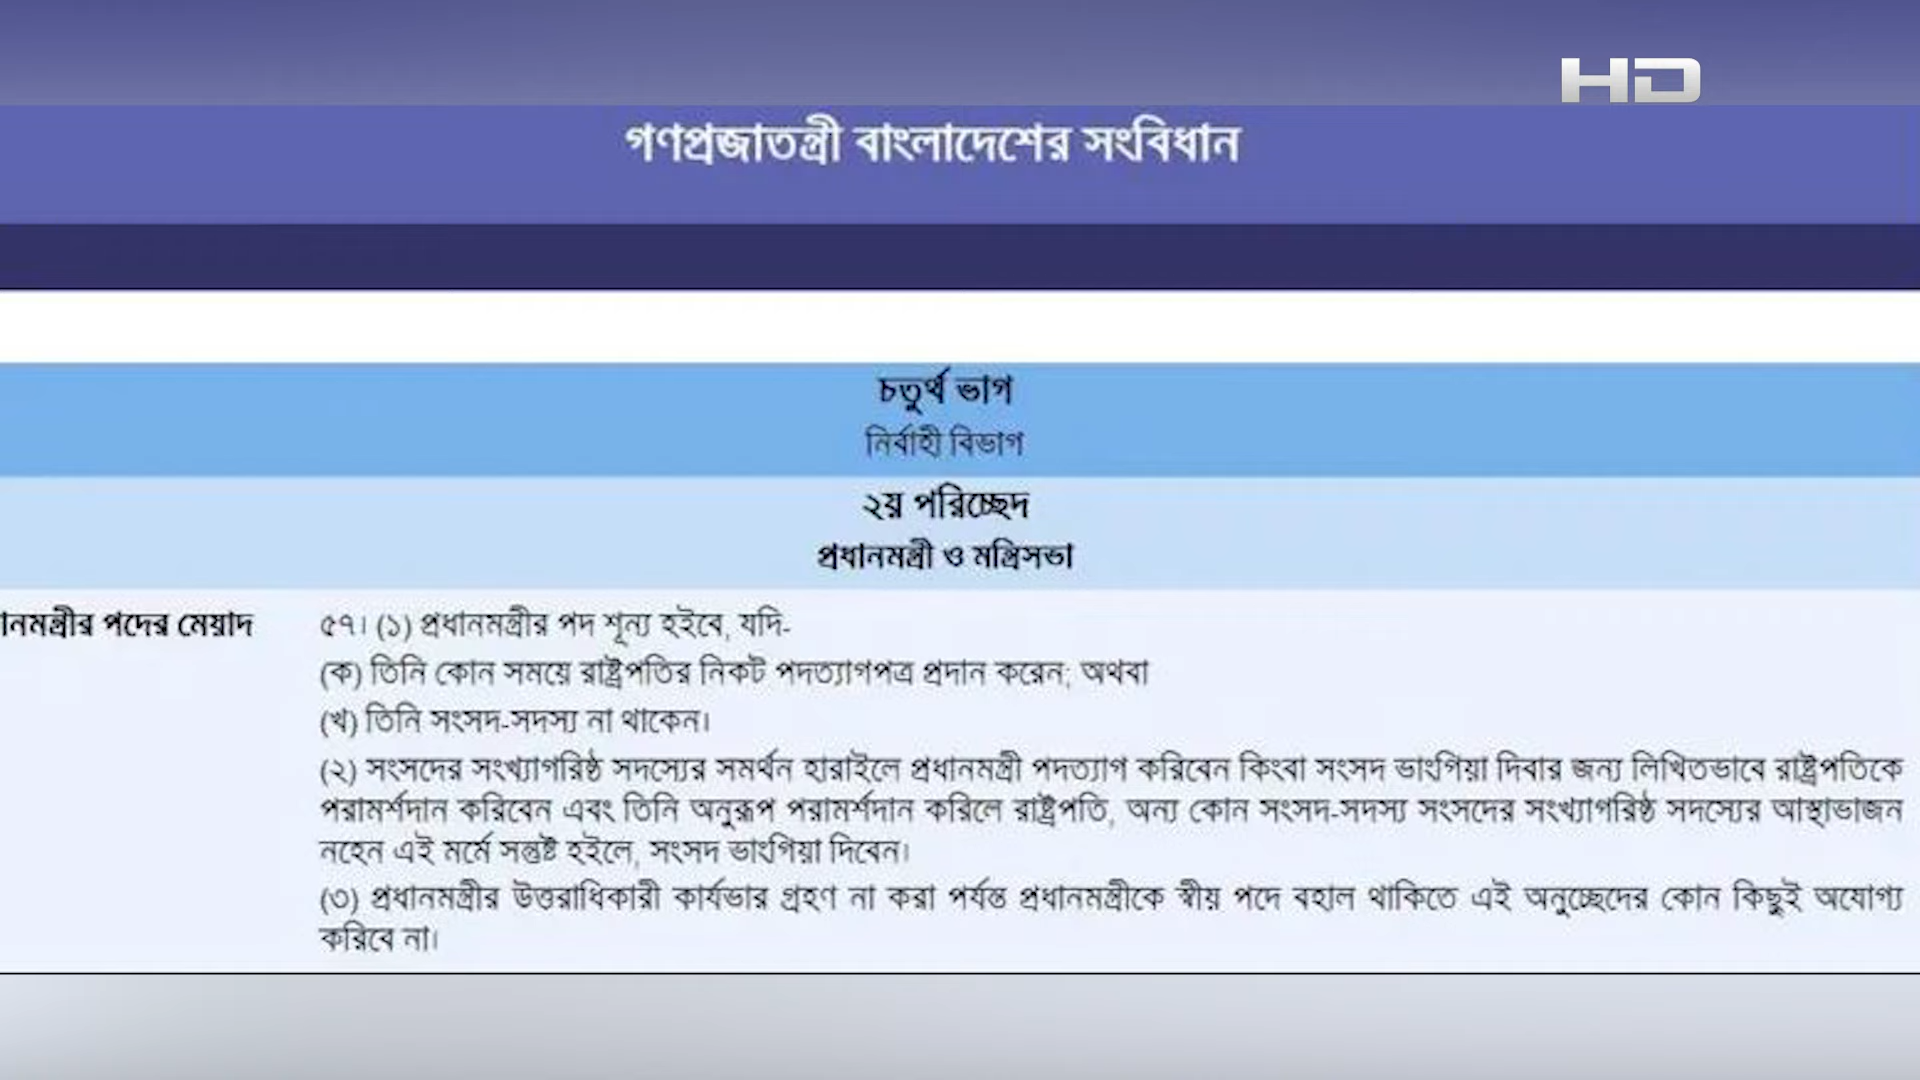 HD
গণপ্রজাতন্ত্রী বাংলাদেশের সংবিধান
চতুর্থ ভাগ
নির্বাহী বিভাগ
২য় পরিচ্ছেদ
প্রধানমন্ত্রী ও মন্ত্রিসভা
নমন্ত্রীর পদের মেয়াদ
৫৭। (১) প্রধানমন্ত্রীর পদ শূন্য হইবে, যদি-
(ক) তিনি কোন সময়ে রাষ্ট্রপতির নিকট পদত্যাগপত্র প্রদান করেন; অথবা
(খ) তিনি সংসদ-সদস্য না থাকেন।
(২) সংসদের সংখ্যাগরিষ্ঠ সদস্যের সমর্থন হারাইলে প্রধানমন্ত্রী পদত্যাগ করিবেন কিংবা সংসদ ভাংগিয়া দিবার জন্য লিখিতভাবে রাষ্ট্রপতিকে
পরামর্শদান করিবেন এবং তিনি অনুরূপ পরামর্শদান করিলে রাষ্ট্রপতি, অন্য কোন সংসদ-সদস্য সংসদের সংখ্যাগরিষ্ঠ সদস্যের আস্থাভাজন
নহেন এই মর্মে সন্তুষ্ট হইলে, সংসদ ভাংগিয়া দিবেন।
(৩) প্রধানমন্ত্রীর উত্তরাধিকারী কার্যভার গ্রহণ না করা পর্যন্ত প্রধানমন্ত্রীকে স্বীয় পদে বহাল থাকিতে এই অনুচ্ছেদের কোন কিছুই অযোগ্য
করিবে না।